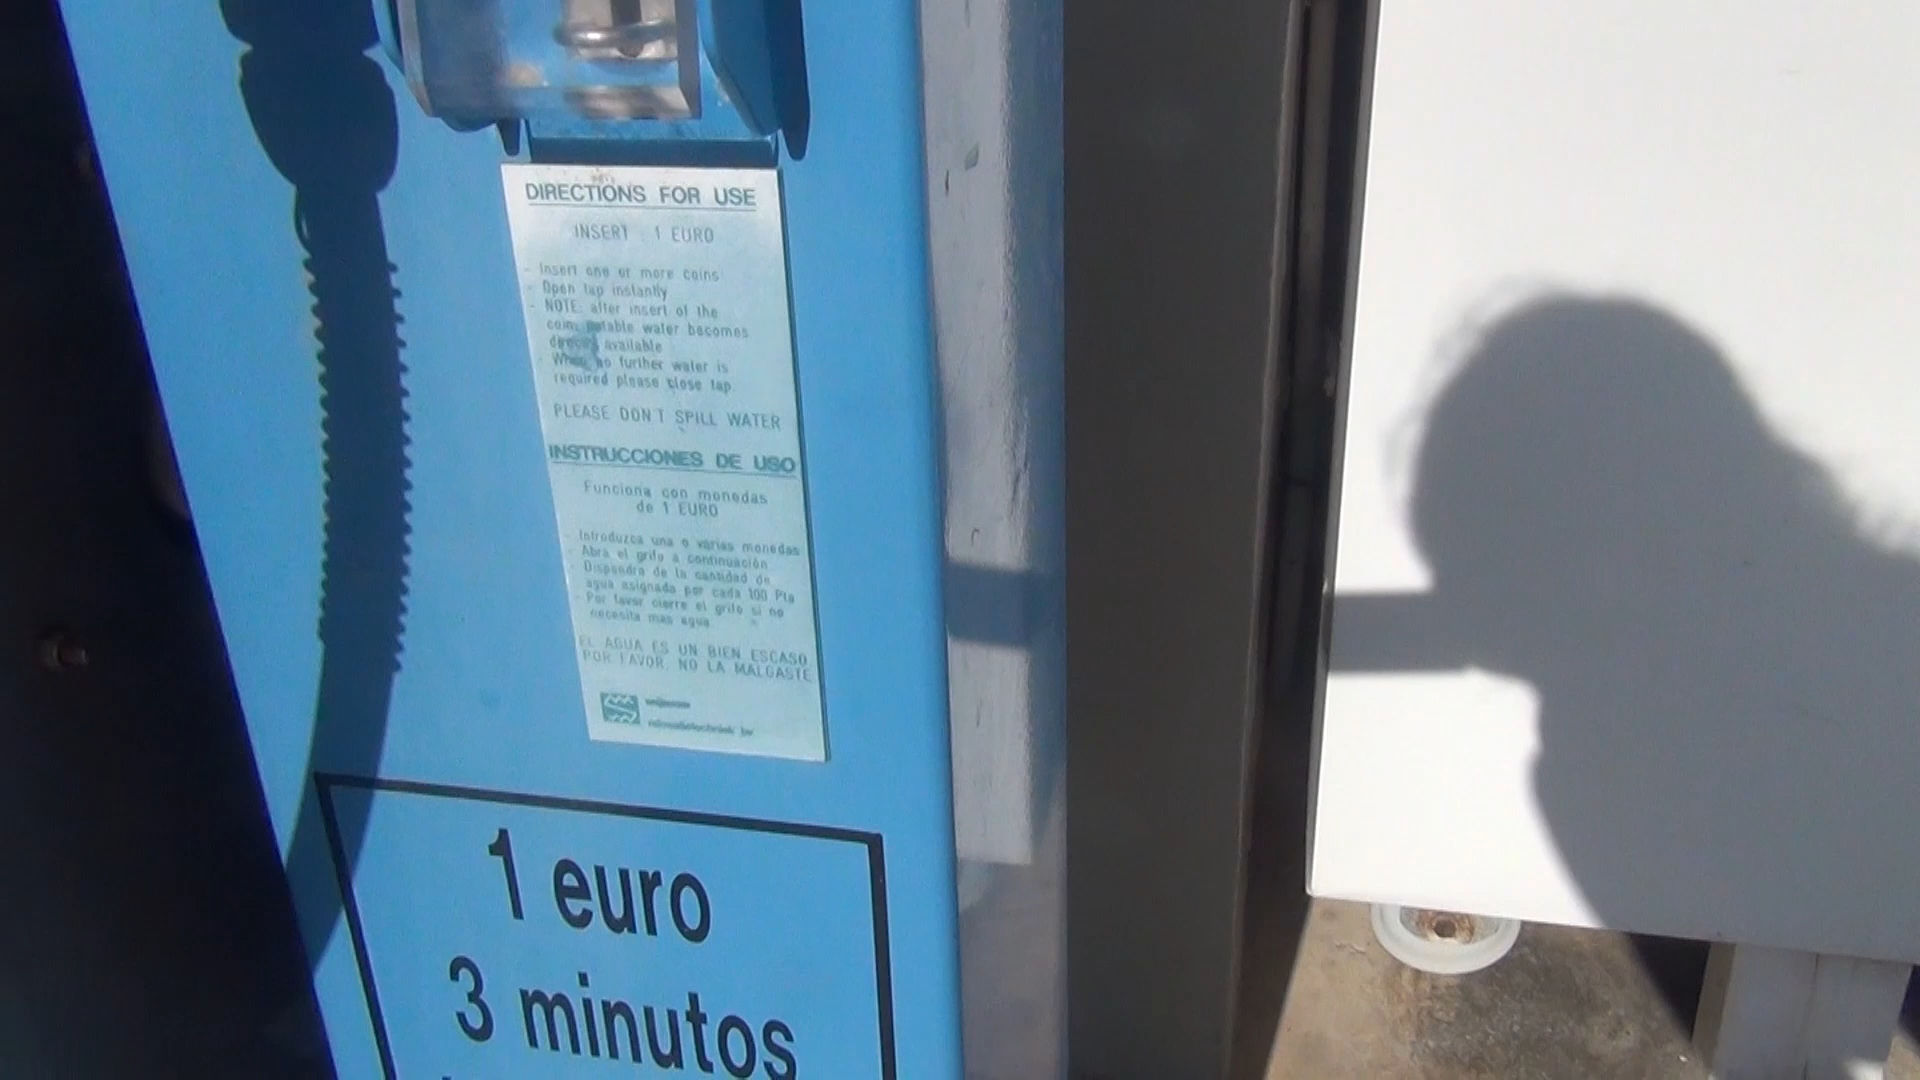 DIRECTIONS FOR USE
INSERT 1 EURO
- Insert one or more coins
- Open tap instantly
- NOTE: after insert of the
coin, potable water becomes
available
- When no further water is
required please close tap
PLEASE DON'T SPILL WATER
INSTRUCCIONES DE USO
Funciona con monedas
de 1 EURO
- Introduzca una o varias monedas
- Abra el grifo a continuación
- Dispondra de la cantidad de
agua asignada por cada 100 Pta
- Por favor cierre el grifo si no
necesita mas agua
EL AGUA ES UN BIEN ESCASO
POR FAVOR, NO LA MALGASTE
1 euro
3 minutos